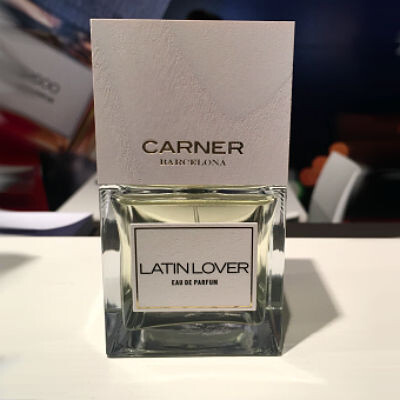 CARNER
BARCELONA
LATIN LOVER
EAU DE PARFUM